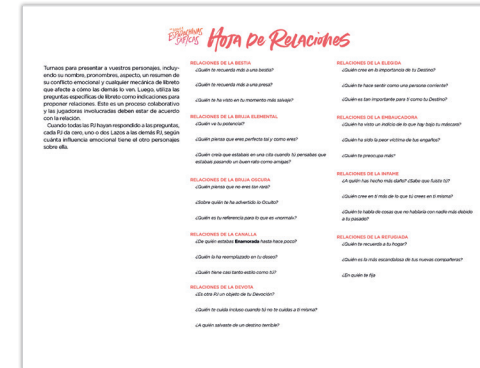 ESPADACHINAS SÁFICAS
Hoja de Relaciones
Turnaos para presentar a vuestros personajes, incluy-
endo su nombre, pronombres, aspecto, un resumen de
su conflicto emocional y cualquier mecánica de libreto
que afecte a cómo las demás lo ven. Luego, utiliza las
preguntas específicas de libreto como indicaciones para
proponer relaciones. Este es un proceso colaborativo
y las jugadoras involucradas deben estar de acuerdo
con la relación.
Cuando todas las PJ hayan respondido a las preguntas,
cada PJ da cero, uno o dos Lazos a las demás PJ, según
cuánta influencia emocional tiene el otro personajes
sobre ella.
RELACIONES DE LA BESTIA
¿Quién te recuerda más a una bestia?
¿Quién te recuerda más a una presa?
¿Quién te ha visto en tu momento más salvaje?
RELACIONES DE LA BRUJA ELEMENTAL
¿Quién ve tu potencial?
¿Quién piensa que eres perfecta tal y como eres?
¿Quién creía que estabais en una cita cuando tú pensabas que
estabais pasando un buen rato como amigas?
RELACIONES DE LA BRUJA OSCURA
¿Quién piensa que no eres tan rara?
¿Sobre quién te ha advertido lo Oculto?
¿Quién es tu referencia para lo que es «normal»?
RELACIONES DE LA CANALLA
¿De quién estabas Enamorada hasta hace poco?
¿Quién la ha reemplazado en tu deseo?
¿Quién tiene casi tanto estilo como tú?
RELACIONES DE LA DEVOTA
¿Es otra PJ un objeto de tu Devoción?
¿Quién te cuida incluso cuando tú no te cuidas a ti misma?
¿A quién salvaste de un destino terrible?
RELACIONES DE LA ELEGIDA
¿Quién cree en la importancia de tu Destino?
¿Quién te hace sentir como una persona corriente?
¿Quién es tan importante para ti como tu Destino?
RELACIONES DE LA EMBAUCADORA
¿Quién ha visto un indicio de lo que hay bajo tu máscara?
¿Quién ha sido la peor víctima de tus engaños?
¿Quién te preocupa más?
RELACIONES DE LA INFAME
¿A quién has hecho más daño? ¿Sabe que fuiste tú?
¿Quién cree en ti más de lo que tú crees en ti misma?
¿Quién te habla de cosas que no hablaría con nadie más debido
a tu pasado?
RELACIONES DE LA REFUGIADA
¿Quién te recuerda a tu hogar?
¿Quién es la más escandalosa de tus nuevas compañeras?
¿En quién te fija